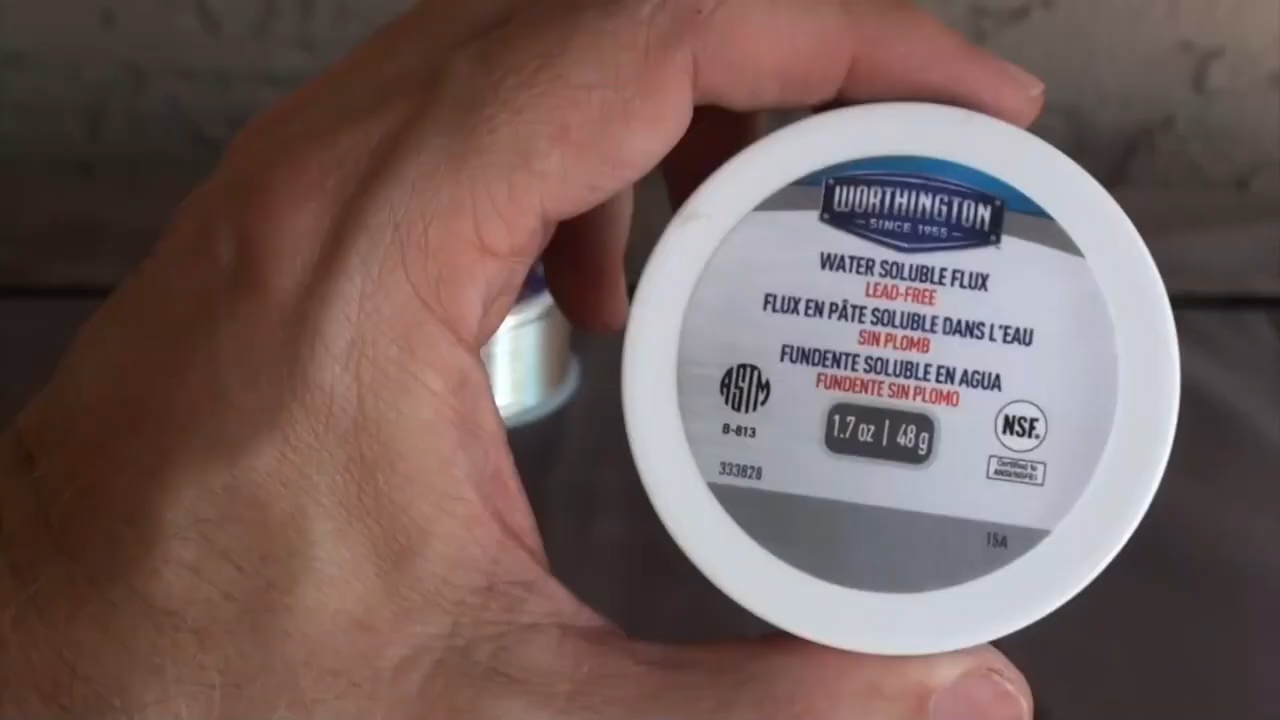 WORTHINGTON
SINCE 1955
WATER SOLUBLE FLUX
LEAD-FREE
FLUX EN PÂTE SOLUBLE DANS L'EAU
SIN PLOMB
FUNDENTE SOLUBLE EN AGUA
FUNDENTE SIN PLOMO
ASTM
B-813
1.7 oz | 48 g
NSF.
Certified to
333828
15A